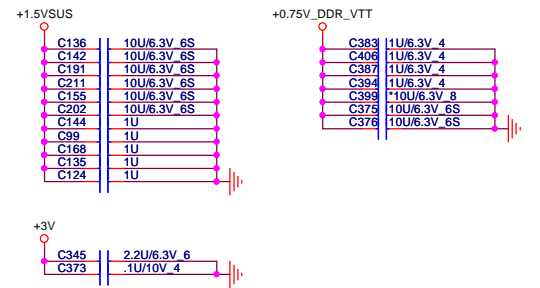 +1.5VSUS
C136 10U/6.3V_6S
C142 10U/6.3V_6S
C191 10U/6.3V_6S
C211 10U/6.3V_6S
C155 10U/6.3V_6S
C202 10U/6.3V_6S
C144 1U
C99 1U
C168 1U
C135 1U
C124 1U
+0.75V_DDR_VTT
C383 1U/6.3V_4
C406 1U/6.3V_4
C387 1U/6.3V_4
C394 1U/6.3V_4
C399 *10U/6.3V_8
C375 10U/6.3V_6S
C376 10U/6.3V_6S
+3V
C345 2.2U/6.3V_6
C373 .1U/10V_4